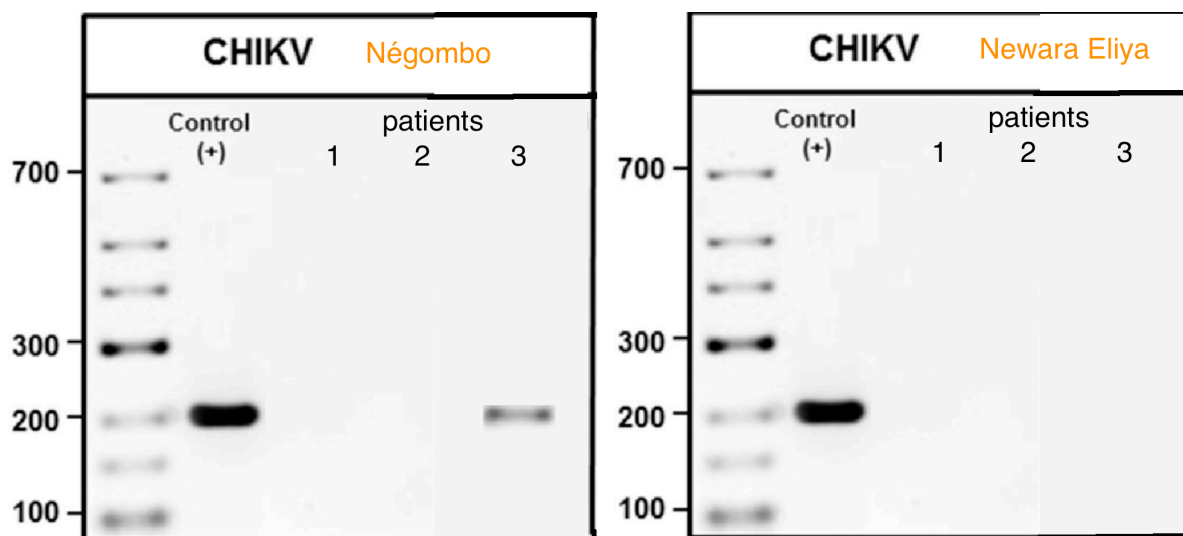 CHIKV Négombo
Control
(+)
patients
1 2 3
700
300
200
100
CHIKV Newara Eliya
Control
(+)
patients
1 2 3
700
300
200
100